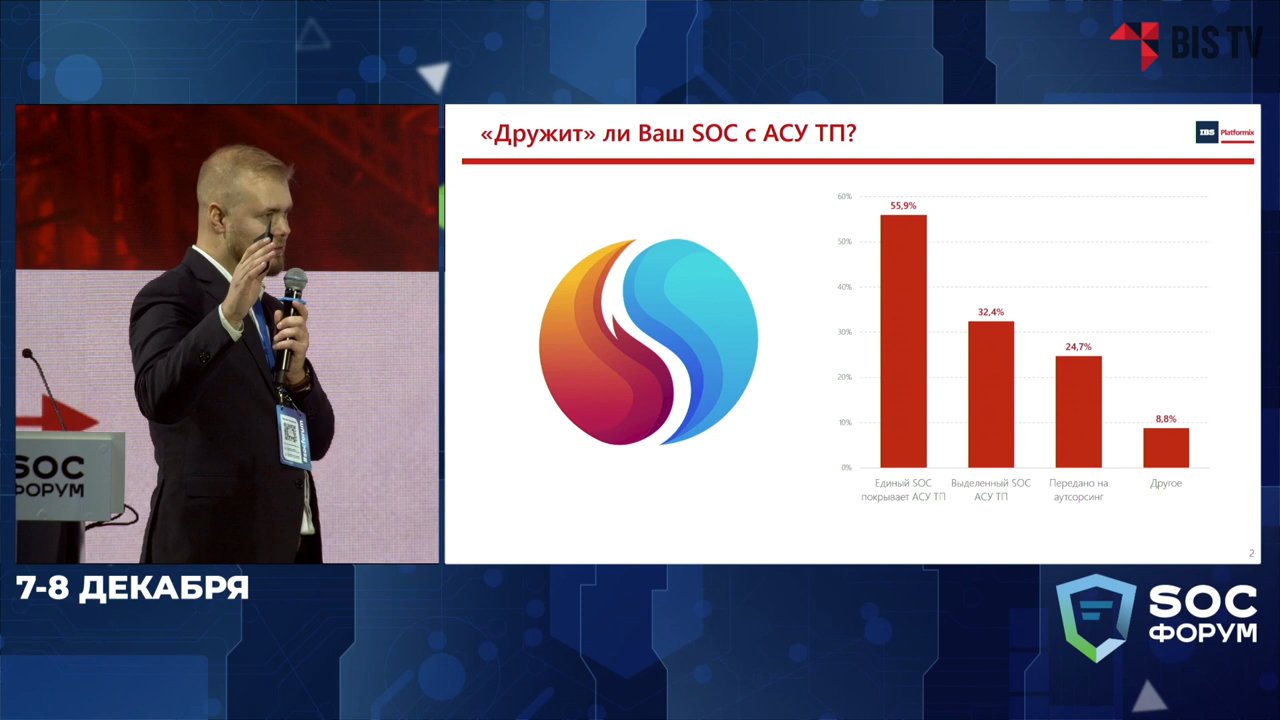 BIS TV
«Дружит» ли Ваш SOC с АСУ ТП?
IBS Platformix
60%
50%
40%
30%
20%
10%
0%
55,9%
32,4%
24,7%
8,8%
Единый SOC
покрывает АСУ ТП
Выделенный SOC
АСУ ТП
Передано на
аутсорсинг
Другое
2
SOC
ФОРУМ
7-8 ДЕКАБРЯ
SOC
ФОРУМ